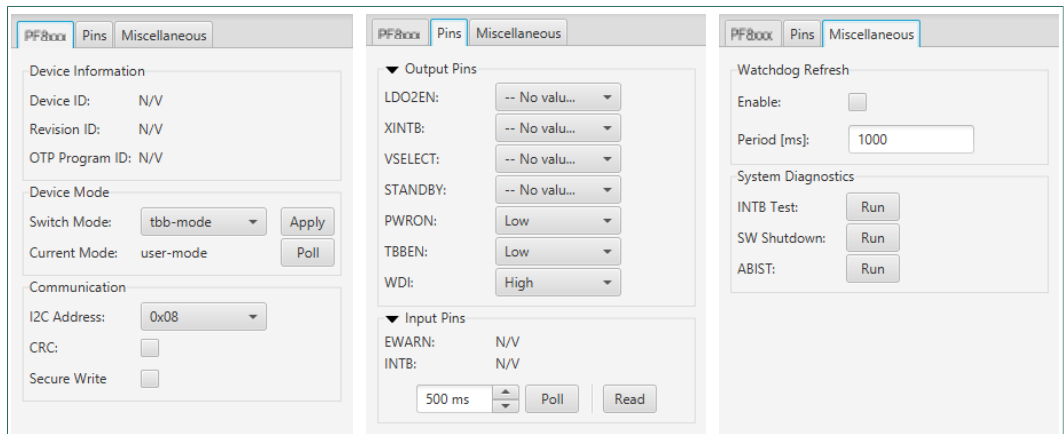 PF8xxx Pins Miscellaneous
Device Information
Device ID: N/V
Revision ID: N/V
OTP Program ID: N/V
Device Mode
Switch Mode: tbb-mode Apply
Current Mode: user-mode Poll
Communication
I2C Address: 0x08
CRC:
Secure Write
PF8xxx Pins Miscellaneous
Output Pins
LDO2EN: -- No valu...
XINTB: -- No valu...
VSELECT: -- No valu...
STANDBY: -- No valu...
PWRON: Low
TBBEN: Low
WDI: High
Input Pins
EWARN: N/V
INTB: N/V
500 ms Poll Read
PF8xxx Pins Miscellaneous
Watchdog Refresh
Enable:
Period [ms]: 1000
System Diagnostics
INTB Test: Run
SW Shutdown: Run
ABIST: Run